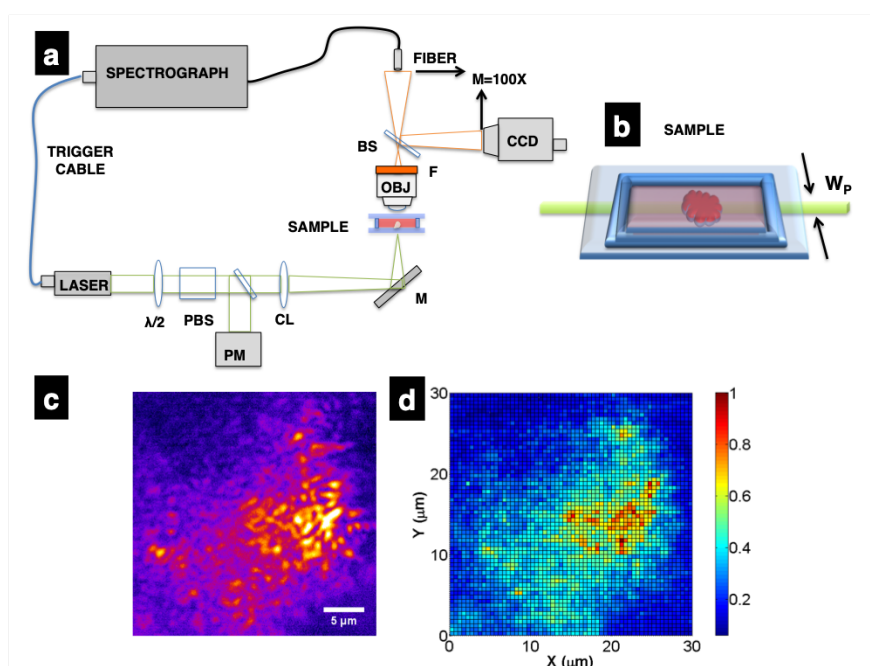 a
SPECTROGRAPH
FIBER
M=100X
BS
CCD
F
OBJ
TRIGGER
CABLE
SAMPLE
LASER
λ/2
PBS
CL
M
PM
b
SAMPLE
W_P
c
5 µm
d
30
20
10
0
Y (µm)
0
10
20
30
X (µm)
1
0.8
0.6
0.4
0.2